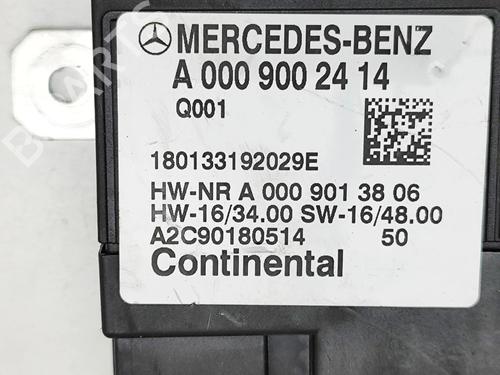 MERCEDES-BENZ
A 000 900 24 14
Q001
180133192029E
HW-NR A 000 901 38 06
HW-16/34.00 SW-16/48.00
A2C90180514 50
Continental